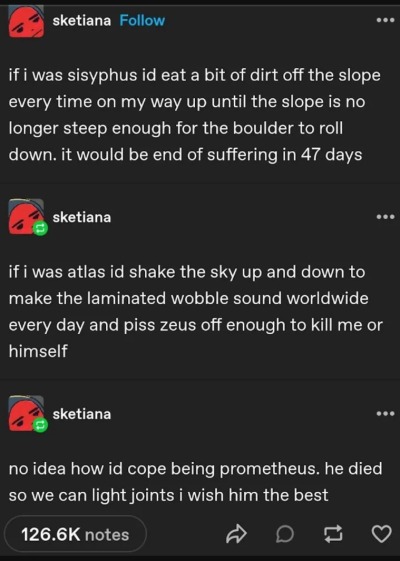 sketiana Follow
if i was sisyphus id eat a bit of dirt off the slope
every time on my way up until the slope is no
longer steep enough for the boulder to roll
down. it would be end of suffering in 47 days
sketiana
if i was atlas id shake the sky up and down to
make the laminated wobble sound worldwide
every day and piss zeus off enough to kill me or
himself
sketiana
no idea how id cope being prometheus. he died
so we can light joints i wish him the best
126.6K notes